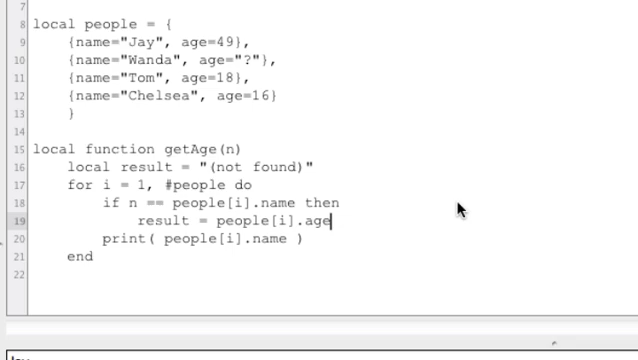 7
8 local people = {
9     {name="Jay", age=49},
10     {name="Wanda", age="?"},
11     {name="Tom", age=18},
12     {name="Chelsea", age=16}
13     }
14
15 local function getAge(n)
16     local result = "(not found)"
17     for i = 1, #people do
18         if n == people[i].name then
19             result = people[i].age
20         print( people[i].name )
21     end
22